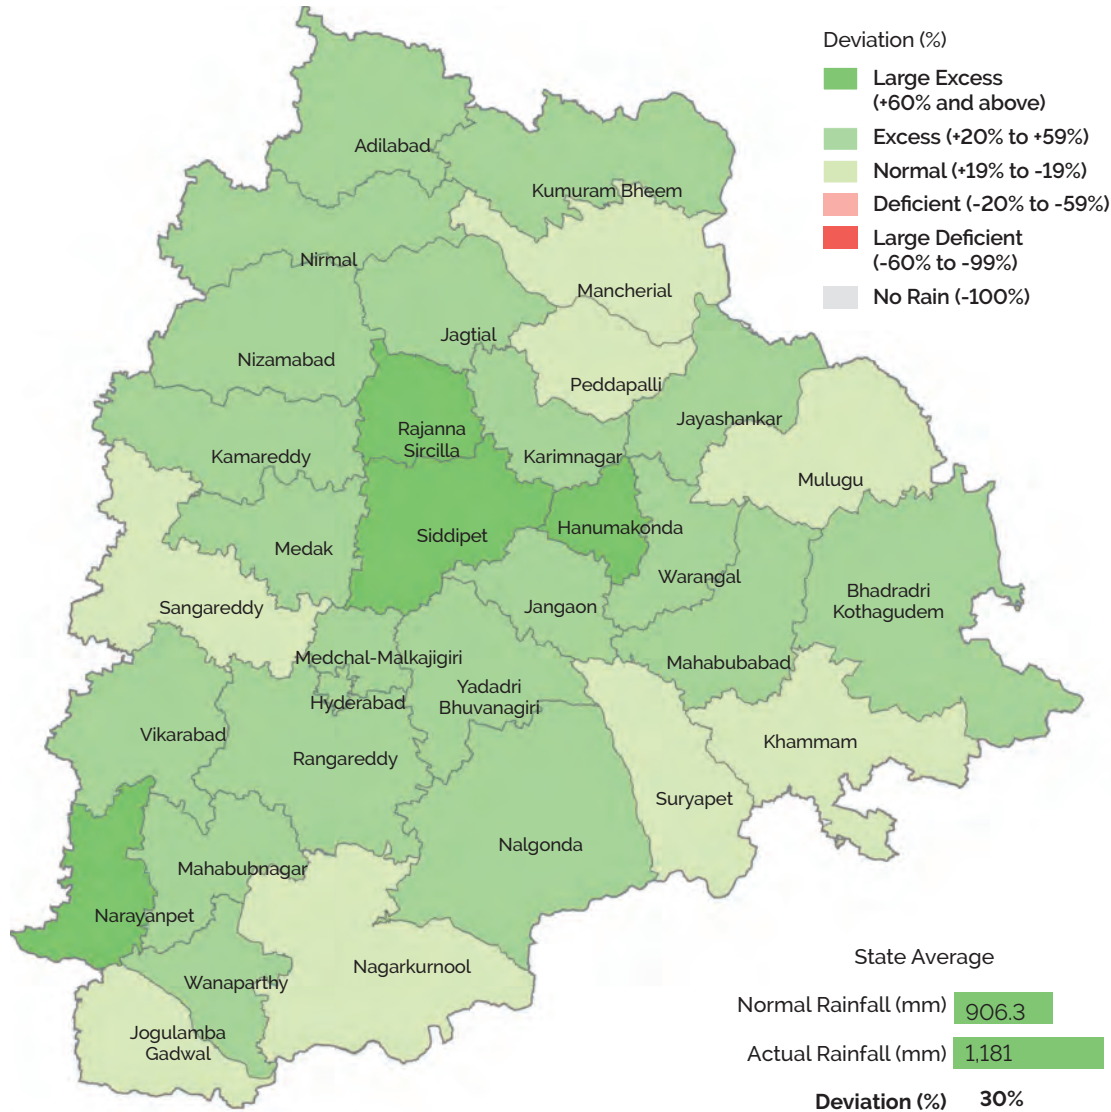 Deviation (%)
Large Excess
(+60% and above)
Excess (+20% to +59%)
Normal (+19% to -19%)
Deficient (-20% to -59%)
Large Deficient
(-60% to -99%)
No Rain (-100%)
Adilabad
Kumuram Bheem
Nirmal
Mancherial
Jagtial
Nizamabad
Peddapalli
Jayashankar
Rajanna
Sircilla
Kamareddy
Karimnagar
Mulugu
Hanumakonda
Siddipet
Medak
Warangal
Bhadradri
Kothagudem
Sangareddy
Jangaon
Medchal-Malkajigiri
Mahabubabad
Yadadri
Bhuvanagiri
Hyderabad
Vikarabad
Khammam
Rangareddy
Suryapet
Nalgonda
Mahabubnagar
Narayanpet
Nagarkurnool
Wanaparthy
Jogulamba
Gadwal
State Average
Normal Rainfall (mm) 906.3
Actual Rainfall (mm) 1,181
Deviation (%) 30%